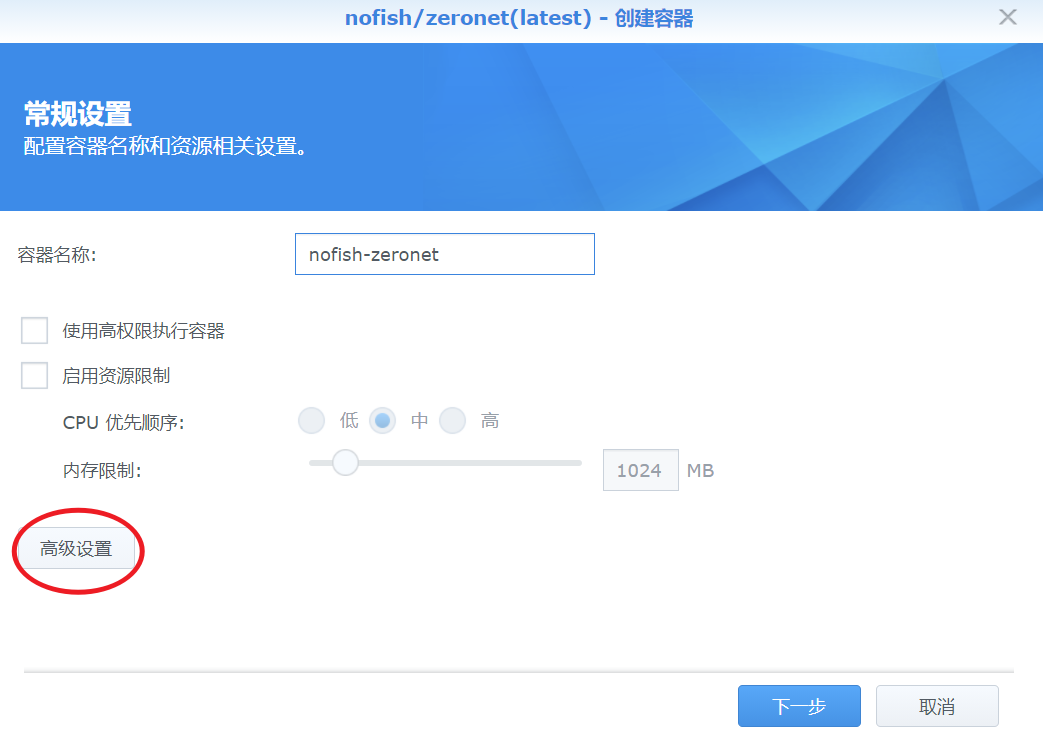 nofish/zeronet(latest) - 创建容器
常规设置
配置容器名称和资源相关设置。
容器名称: nofish-zeronet
使用高权限执行容器
启用资源限制
CPU 优先顺序: 低 中 高
内存限制: 1024 MB
高级设置
下一步 取消